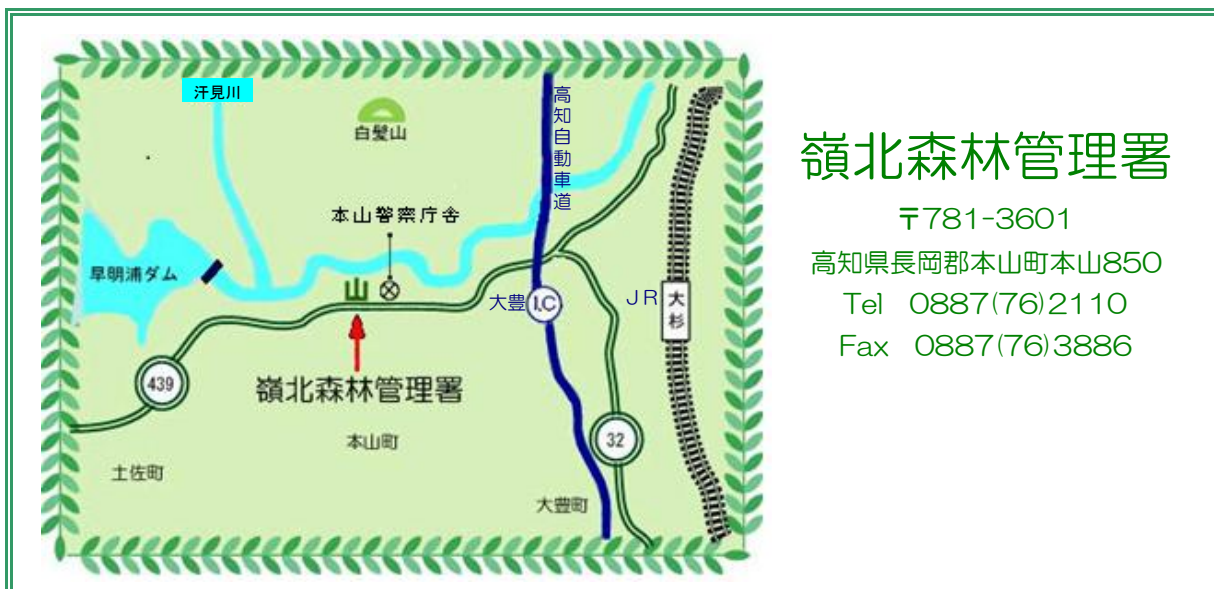 汗見川
白髪山
高知自動車道
本山警察庁舎
早明浦ダム
山
大豊
I.C
JR
大杉
439
嶺北森林管理署
本山町
32
土佐町
大豊町
嶺北森林管理署
〒781-3601
高知県長岡郡本山町本山850
Tel 0887(76)2110
Fax 0887(76)3886